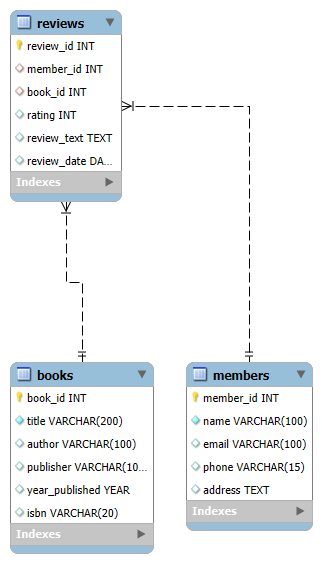 reviews
review_id INT
member_id INT
book_id INT
rating INT
review_text TEXT
review_date DA...
Indexes
books
book_id INT
title VARCHAR(200)
author VARCHAR(100)
publisher VARCHAR(10...
year_published YEAR
isbn VARCHAR(20)
Indexes
members
member_id INT
name VARCHAR(100)
email VARCHAR(100)
phone VARCHAR(15)
address TEXT
Indexes